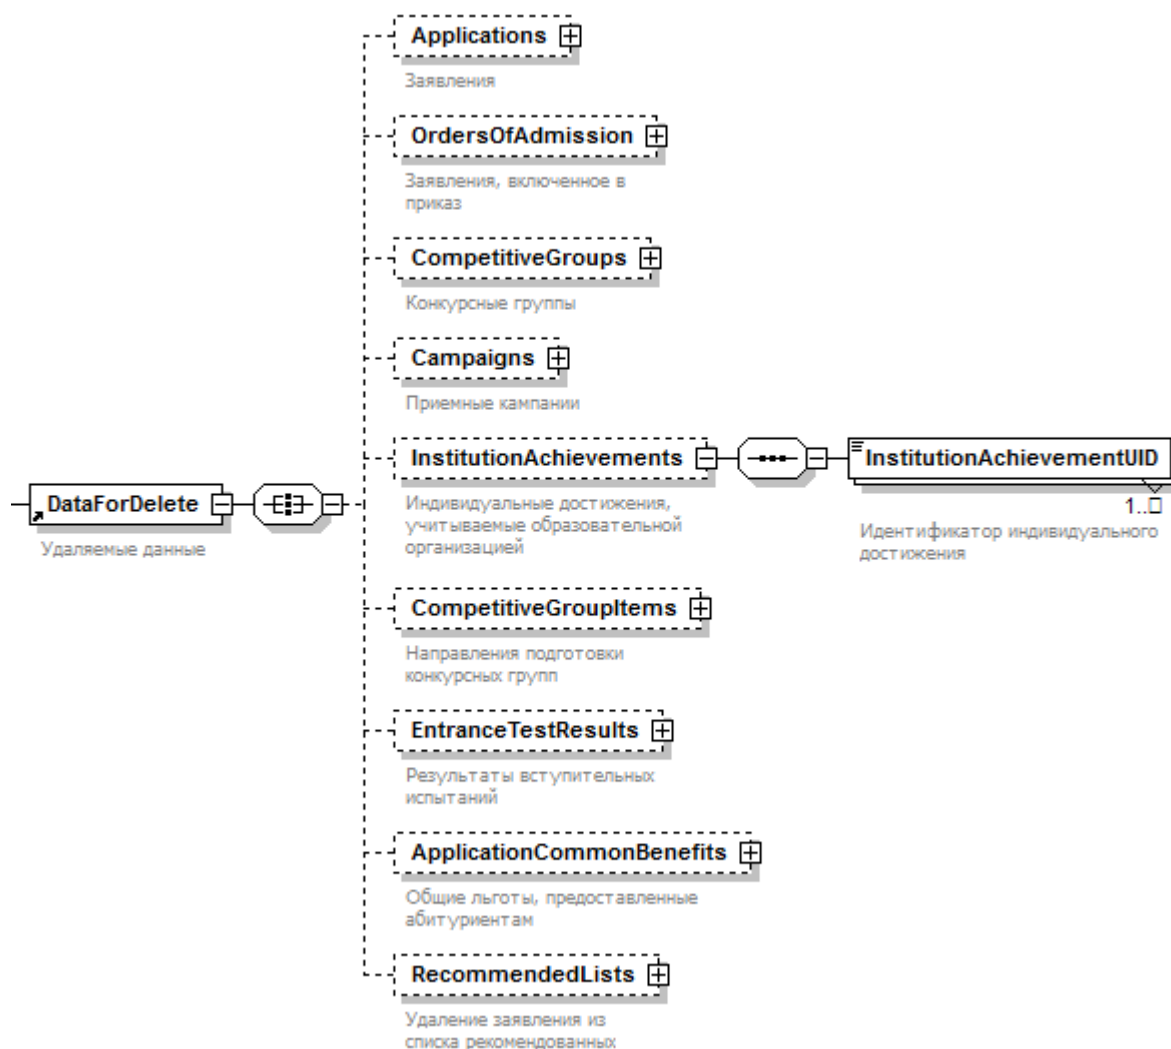 Applications
Заявления
OrdersOfAdmission
Заявления, включенное в
приказ
CompetitiveGroups
Конкурсные группы
Campaigns
Приемные кампании
InstitutionAchievements
Индивидуальные достижения,
учитываемые образовательной
организацией
InstitutionAchievementUID
1..□
Идентификатор индивидуального
достижения
DataForDelete
Удаляемые данные
CompetitiveGroupItems
Направления подготовки
конкурсных групп
EntranceTestResults
Результаты вступительных
испытаний
ApplicationCommonBenefits
Общие льготы, предоставленные
абитуриентам
RecommendedLists
Удаление заявления из
списка рекомендованных